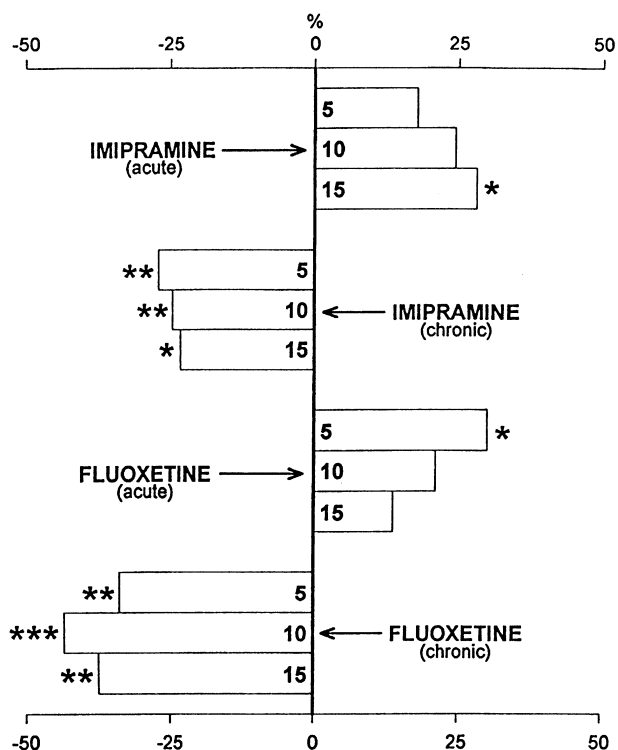 %
-50 -25 0 25 50
5
IMIPRAMINE 10
(acute)
15 *
** 5
** 10 IMIPRAMINE
(chronic)
* 15
5 *
FLUOXETINE 10
(acute)
15
** 5
*** 10 FLUOXETINE
(chronic)
** 15
-50 -25 0 25 50